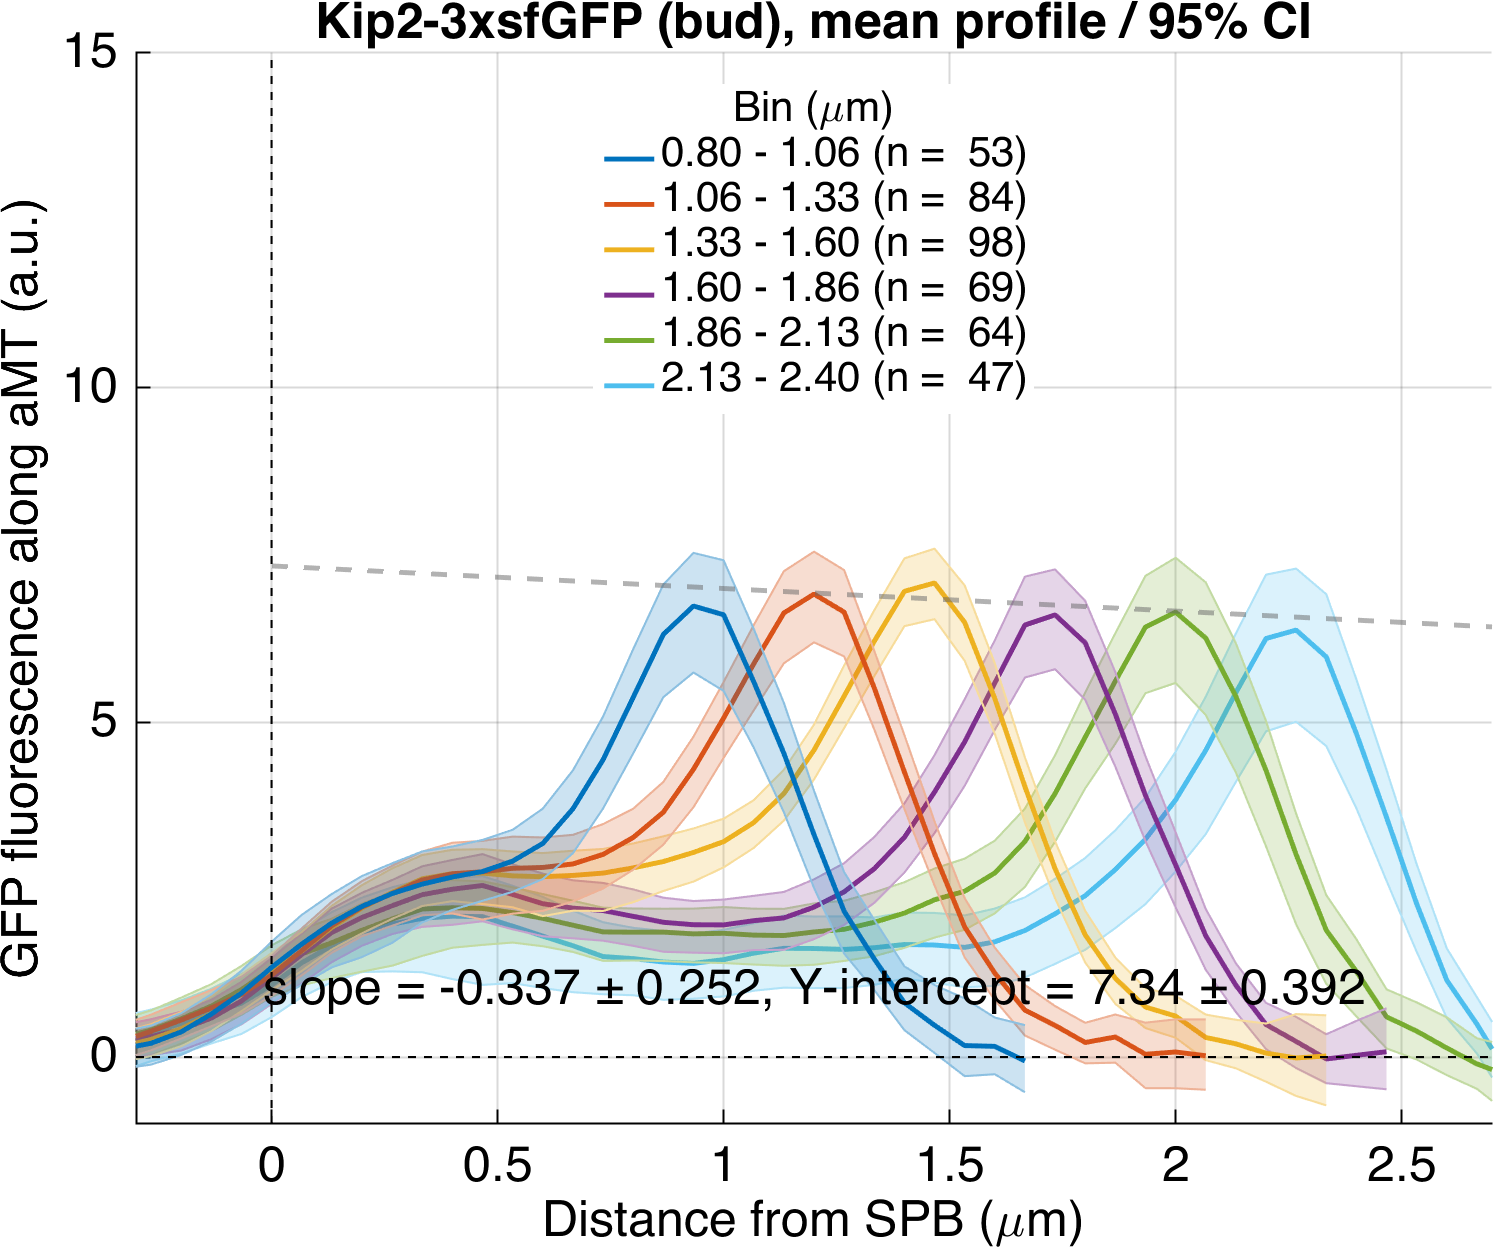 Kip2-3xsfGFP (bud), mean profile / 95% CI
15
10
5
0
GFP fluorescence along aMT (a.u.)
Bin (μm)
0.80 - 1.06 (n = 53)
1.06 - 1.33 (n = 84)
1.33 - 1.60 (n = 98)
1.60 - 1.86 (n = 69)
1.86 - 2.13 (n = 64)
2.13 - 2.40 (n = 47)
slope = -0.337 ± 0.252, Y-intercept = 7.34 ± 0.392
0 0.5 1 1.5 2 2.5
Distance from SPB (μm)